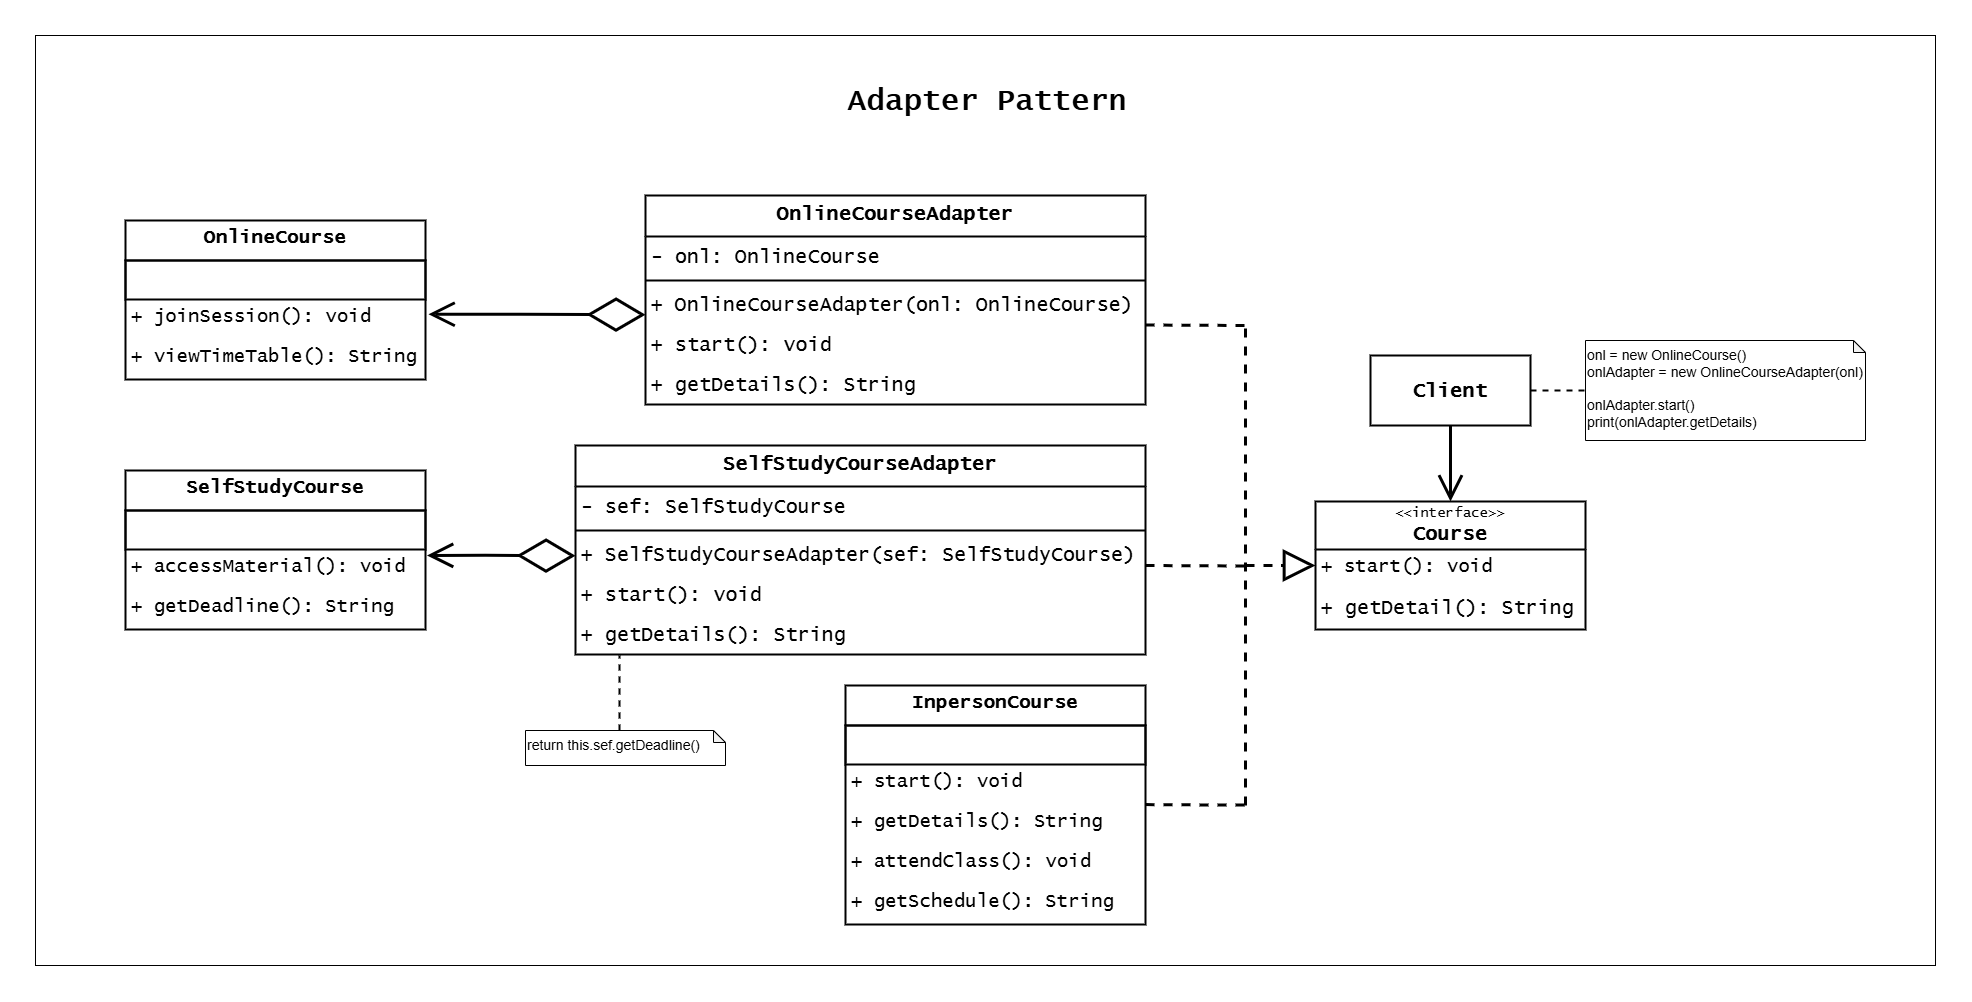 Adapter Pattern
OnlineCourse
+ joinSession(): void
+ viewTimeTable(): String
OnlineCourseAdapter
- onl: OnlineCourse
+ OnlineCourseAdapter(onl: OnlineCourse)
+ start(): void
+ getDetails(): String
Client
onl = new OnlineCourse()
onlAdapter = new OnlineCourseAdapter(onl)
onlAdapter.start()
print(onlAdapter.getDetails)
SelfStudyCourse
+ accessMaterial(): void
+ getDeadline(): String
SelfStudyCourseAdapter
- sef: SelfStudyCourse
+ SelfStudyCourseAdapter(sef: SelfStudyCourse)
+ start(): void
+ getDetails(): String
<<interface>>
Course
+ start(): void
+ getDetail(): String
return this.sef.getDeadline()
InpersonCourse
+ start(): void
+ getDetails(): String
+ attendClass(): void
+ getSchedule(): String